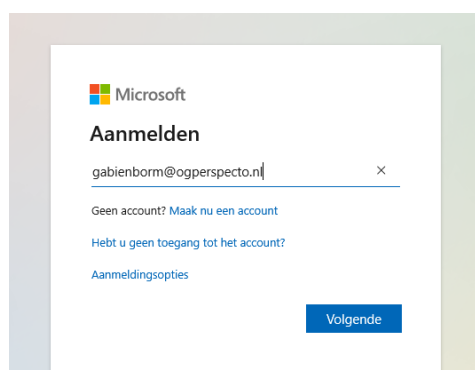 Microsoft
Aanmelden
gabienborm@ogperspecto.nl
Geen account? Maak nu een account
Hebt u geen toegang tot het account?
Aanmeldingsopties
Volgende